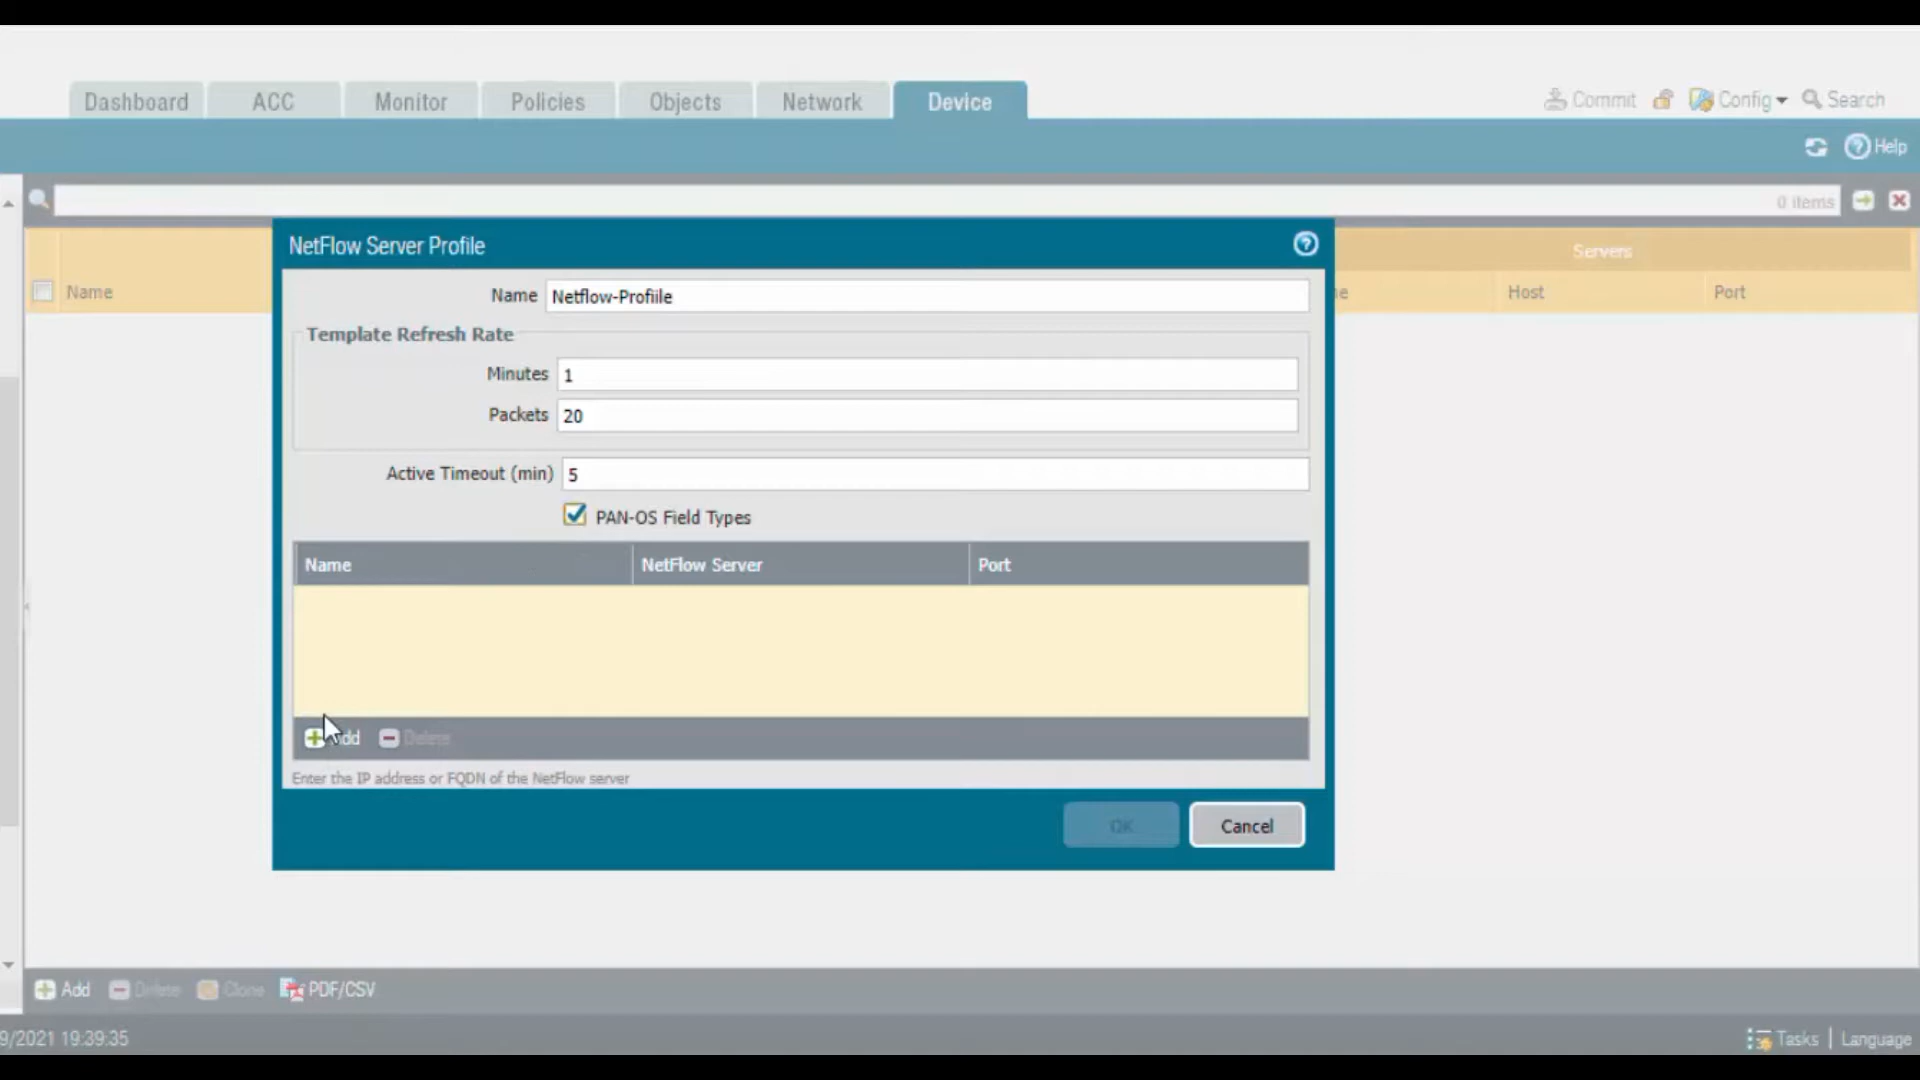 Dashboard ACC Monitor Policies Objects Network Device Commit Config Search
Help
0 items
NetFlow Server Profile
Servers
Name Host Port
Name Netflow-Profiile
Template Refresh Rate
Minutes 1
Packets 20
Active Timeout (min) 5
PAN-OS Field Types
Name NetFlow Server Port
Delete
Enter the IP address or FQDN of the NetFlow server
OK Cancel
Add Delete Clone PDF/CSV
9/2021 19:39:35 Tasks | Language